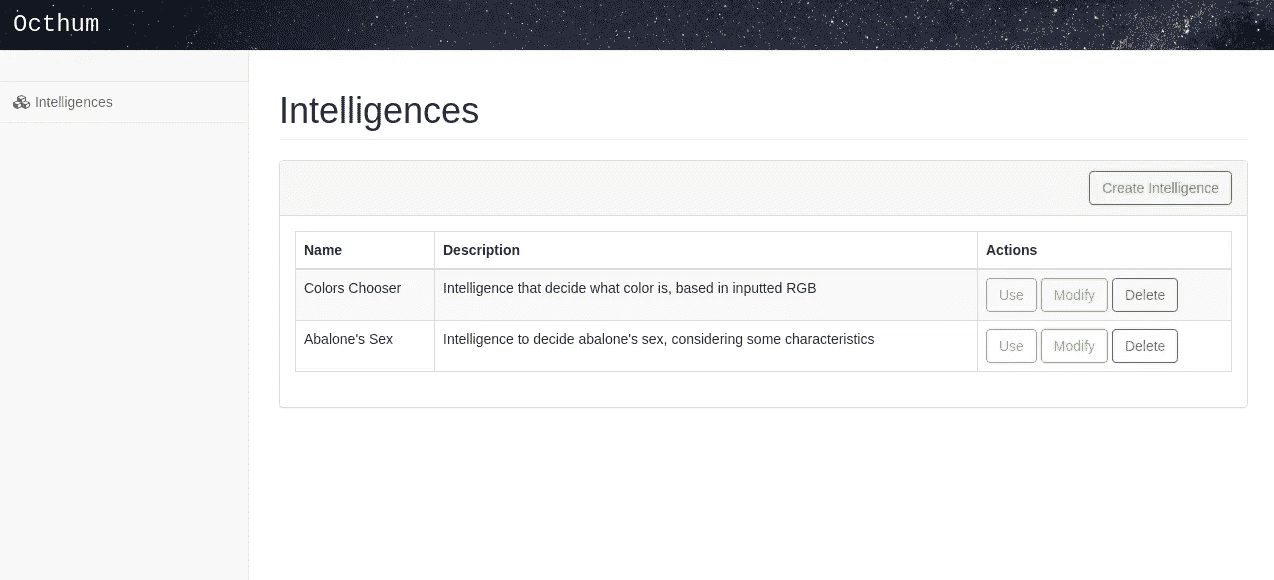 Octhum
Intelligences
Intelligences
Create Intelligence
Name Description Actions
Colors Chooser Intelligence that decide what color is, based in inputted RGB Use Modify Delete
Abalone's Sex Intelligence to decide abalone's sex, considering some characteristics Use Modify Delete